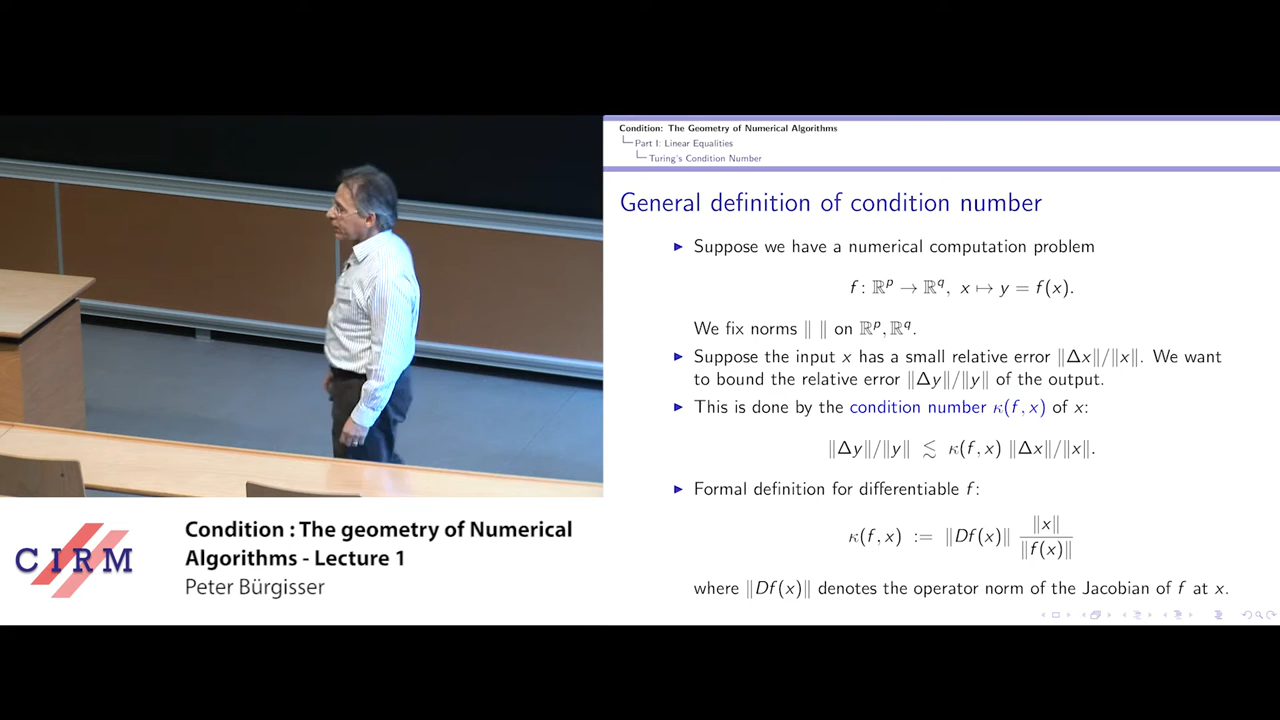 Condition: The Geometry of Numerical Algorithms
Part I: Linear Equalities
Turing's Condition Number
General definition of condition number
▶ Suppose we have a numerical computation problem
f : ℝᵖ → ℝ^q, x ↦ y = f(x).
We fix norms ‖ ‖ on ℝᵖ, ℝ^q.
▶ Suppose the input x has a small relative error ‖Δx‖/‖x‖. We want
to bound the relative error ‖Δy‖/‖y‖ of the output.
▶ This is done by the condition number κ(f, x) of x:
‖Δy‖/‖y‖ ≲ κ(f, x) ‖Δx‖/‖x‖.
▶ Formal definition for differentiable f:
κ(f, x) := ‖Df(x)‖ ‖x‖ / ‖f(x)‖
where ‖Df(x)‖ denotes the operator norm of the Jacobian of f at x.
CIRM
Condition : The geometry of Numerical
Algorithms - Lecture 1
Peter Bürgisser